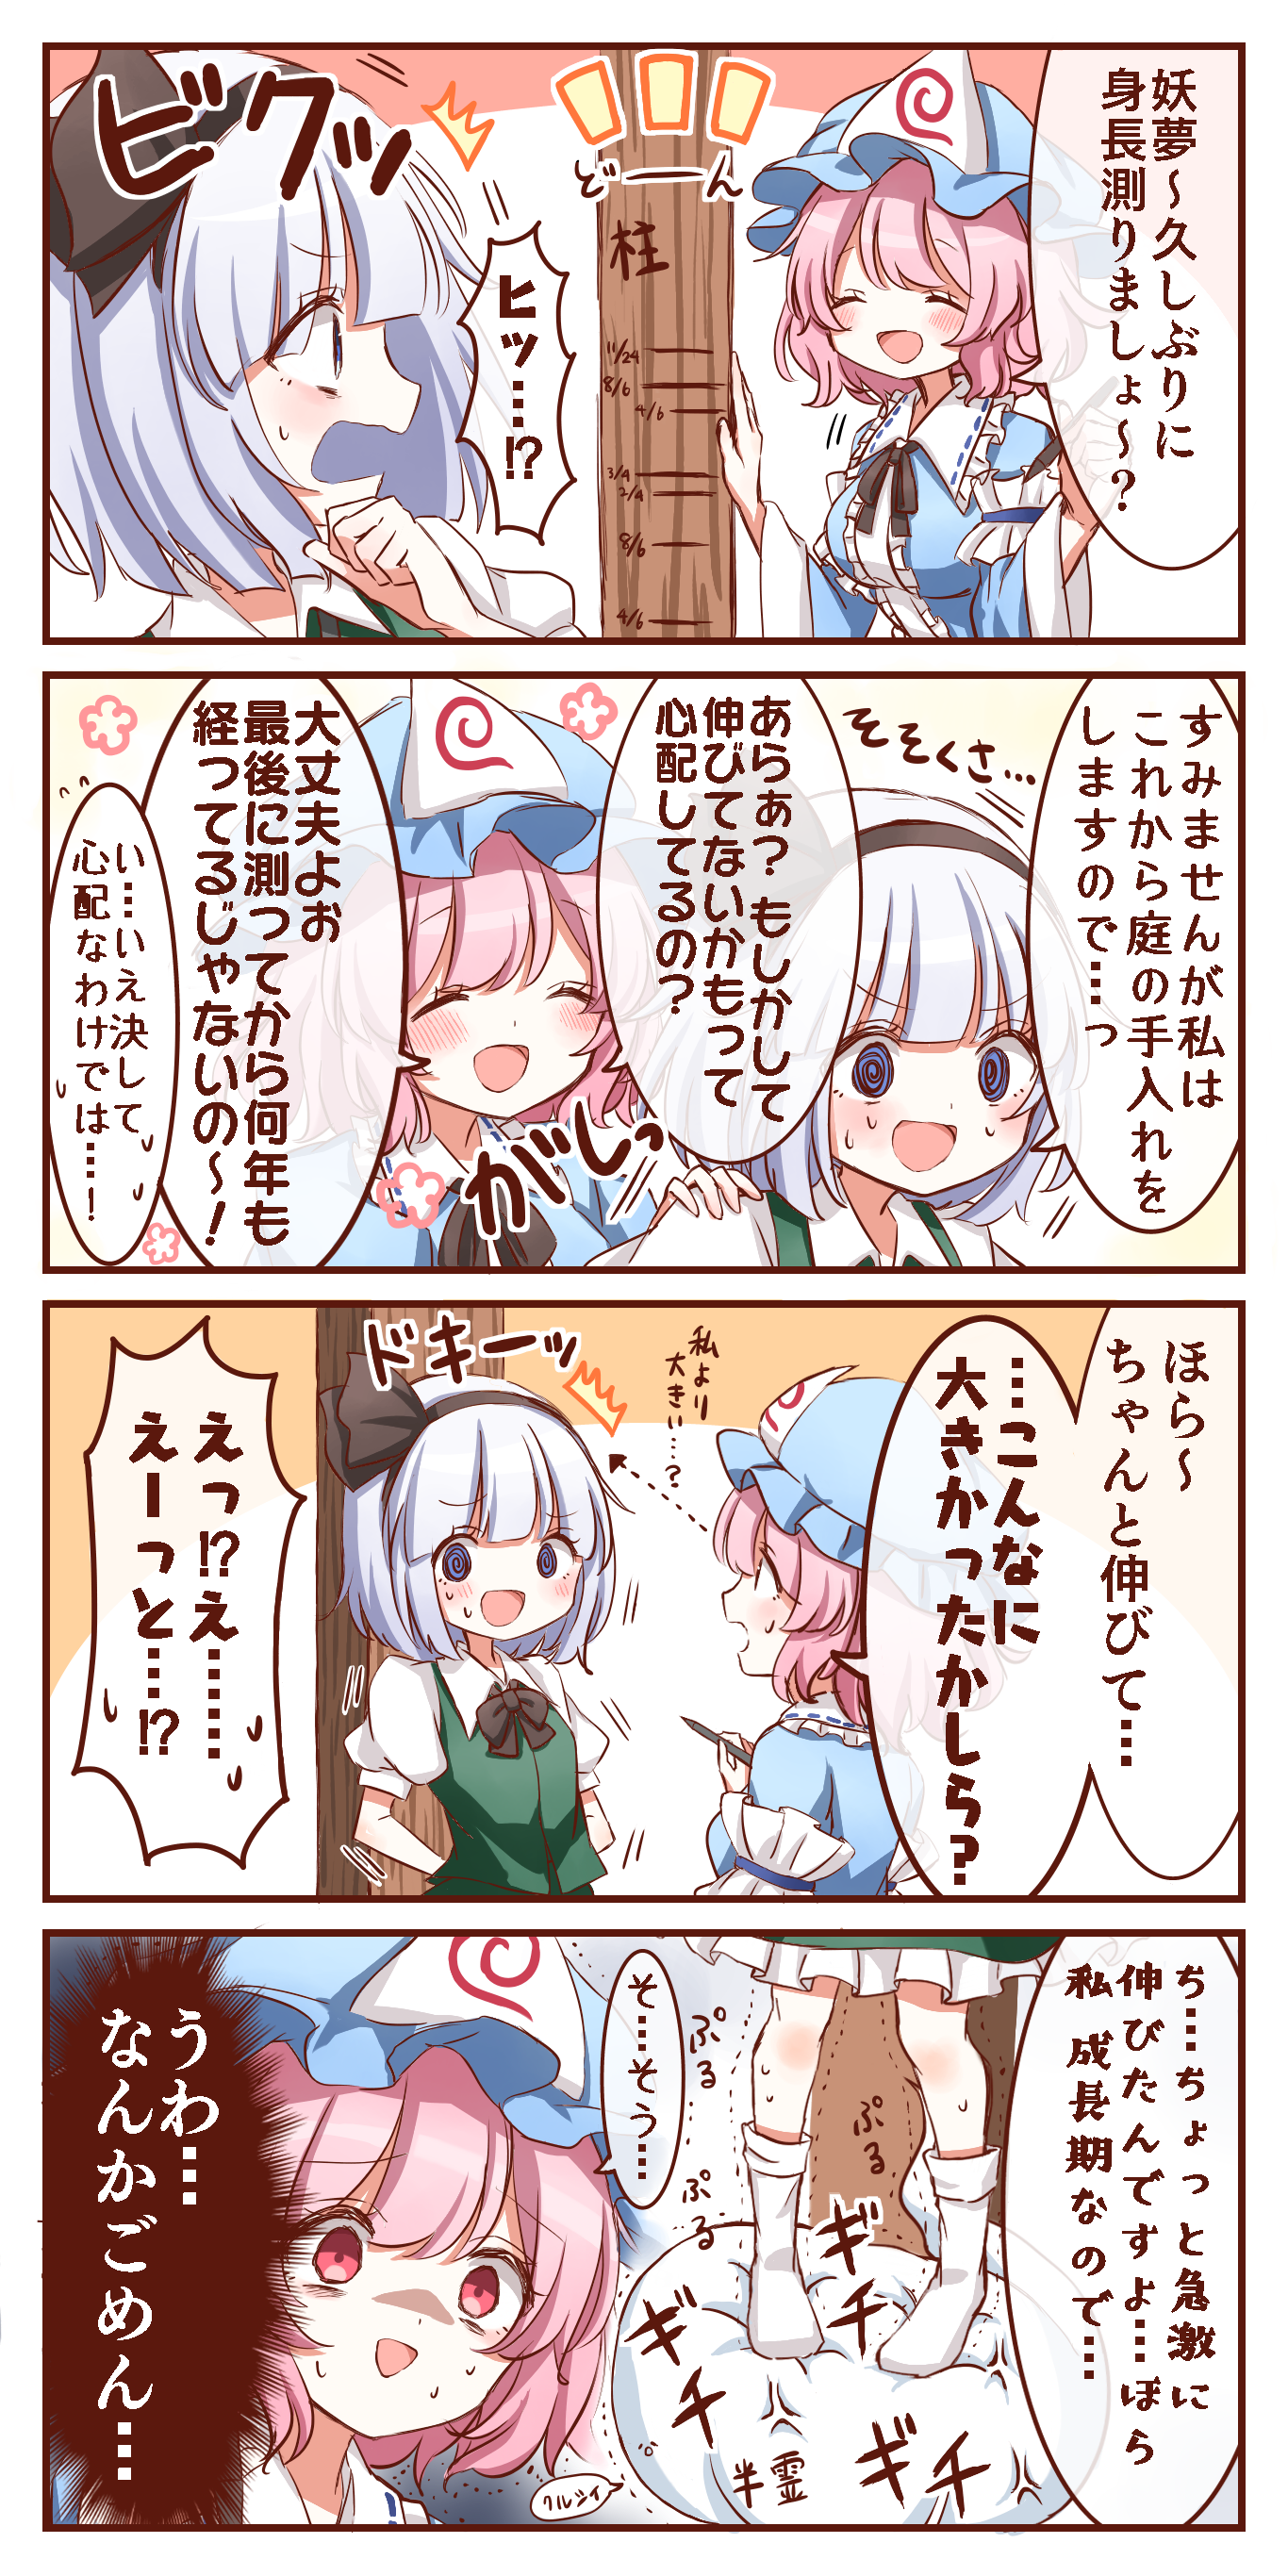 妖夢～久しぶりに
身長測りましょ～？
どーん
柱
11/24
8/6
4/6
3/4
2/4
8/6
4/6
ヒッ…⁉
ビクッ
すみませんが私は
これから庭の手入れを
しますので…っ
そそくさ…
あらぁ？もしかして
伸びてないかもって
心配してるの？
がしっ
大丈夫よお
最後に測ってから何年も
経ってるじゃないの～！
い…いえ決して
心配なわけでは…！
ほら～
ちゃんと伸びて…
…こんなに
大きかったかしら？
私より
大きい…？
ドキーッ
えっ⁉え……
えーっと…⁉
ぢ…ちょっと急激に
伸びたんですよ…ほら
私 成長期なので…
ぷる
ぷる
ぷる
ギチ
ギチ
ギチ
半霊
クルシイ
そ…そう…
うわ…
なんかごめん…